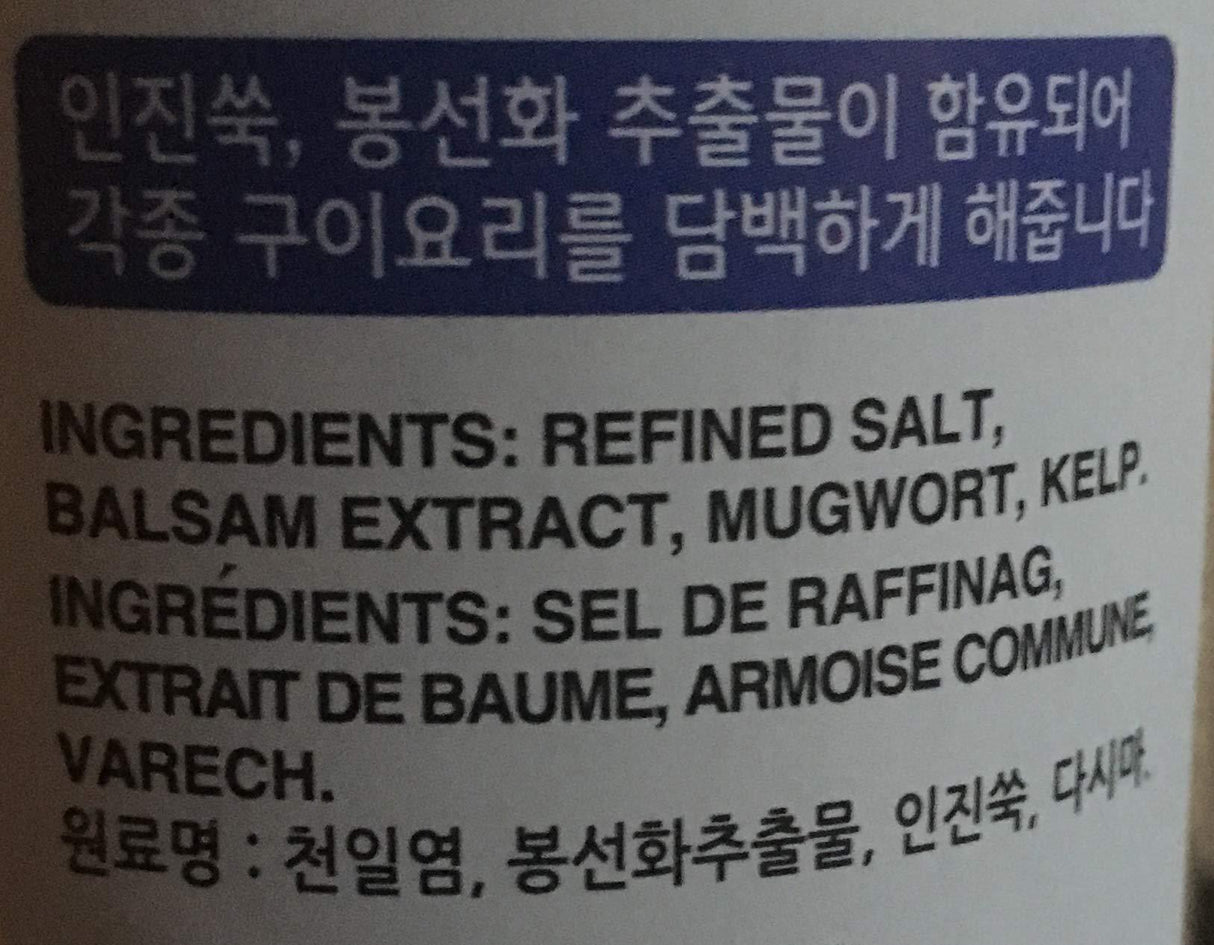 인진쑥, 봉선화 추출물이 함유되어
각종 구이요리를 담백하게 해줍니다
INGREDIENTS: REFINED SALT,
BALSAM EXTRACT, MUGWORT, KELP.
INGRÉDIENTS: SEL DE RAFFINAG,
EXTRAIT DE BAUME, ARMOISE COMMUNE,
VARECH.
원료명 : 천일염, 봉선화추출물, 인진쑥, 다시마.